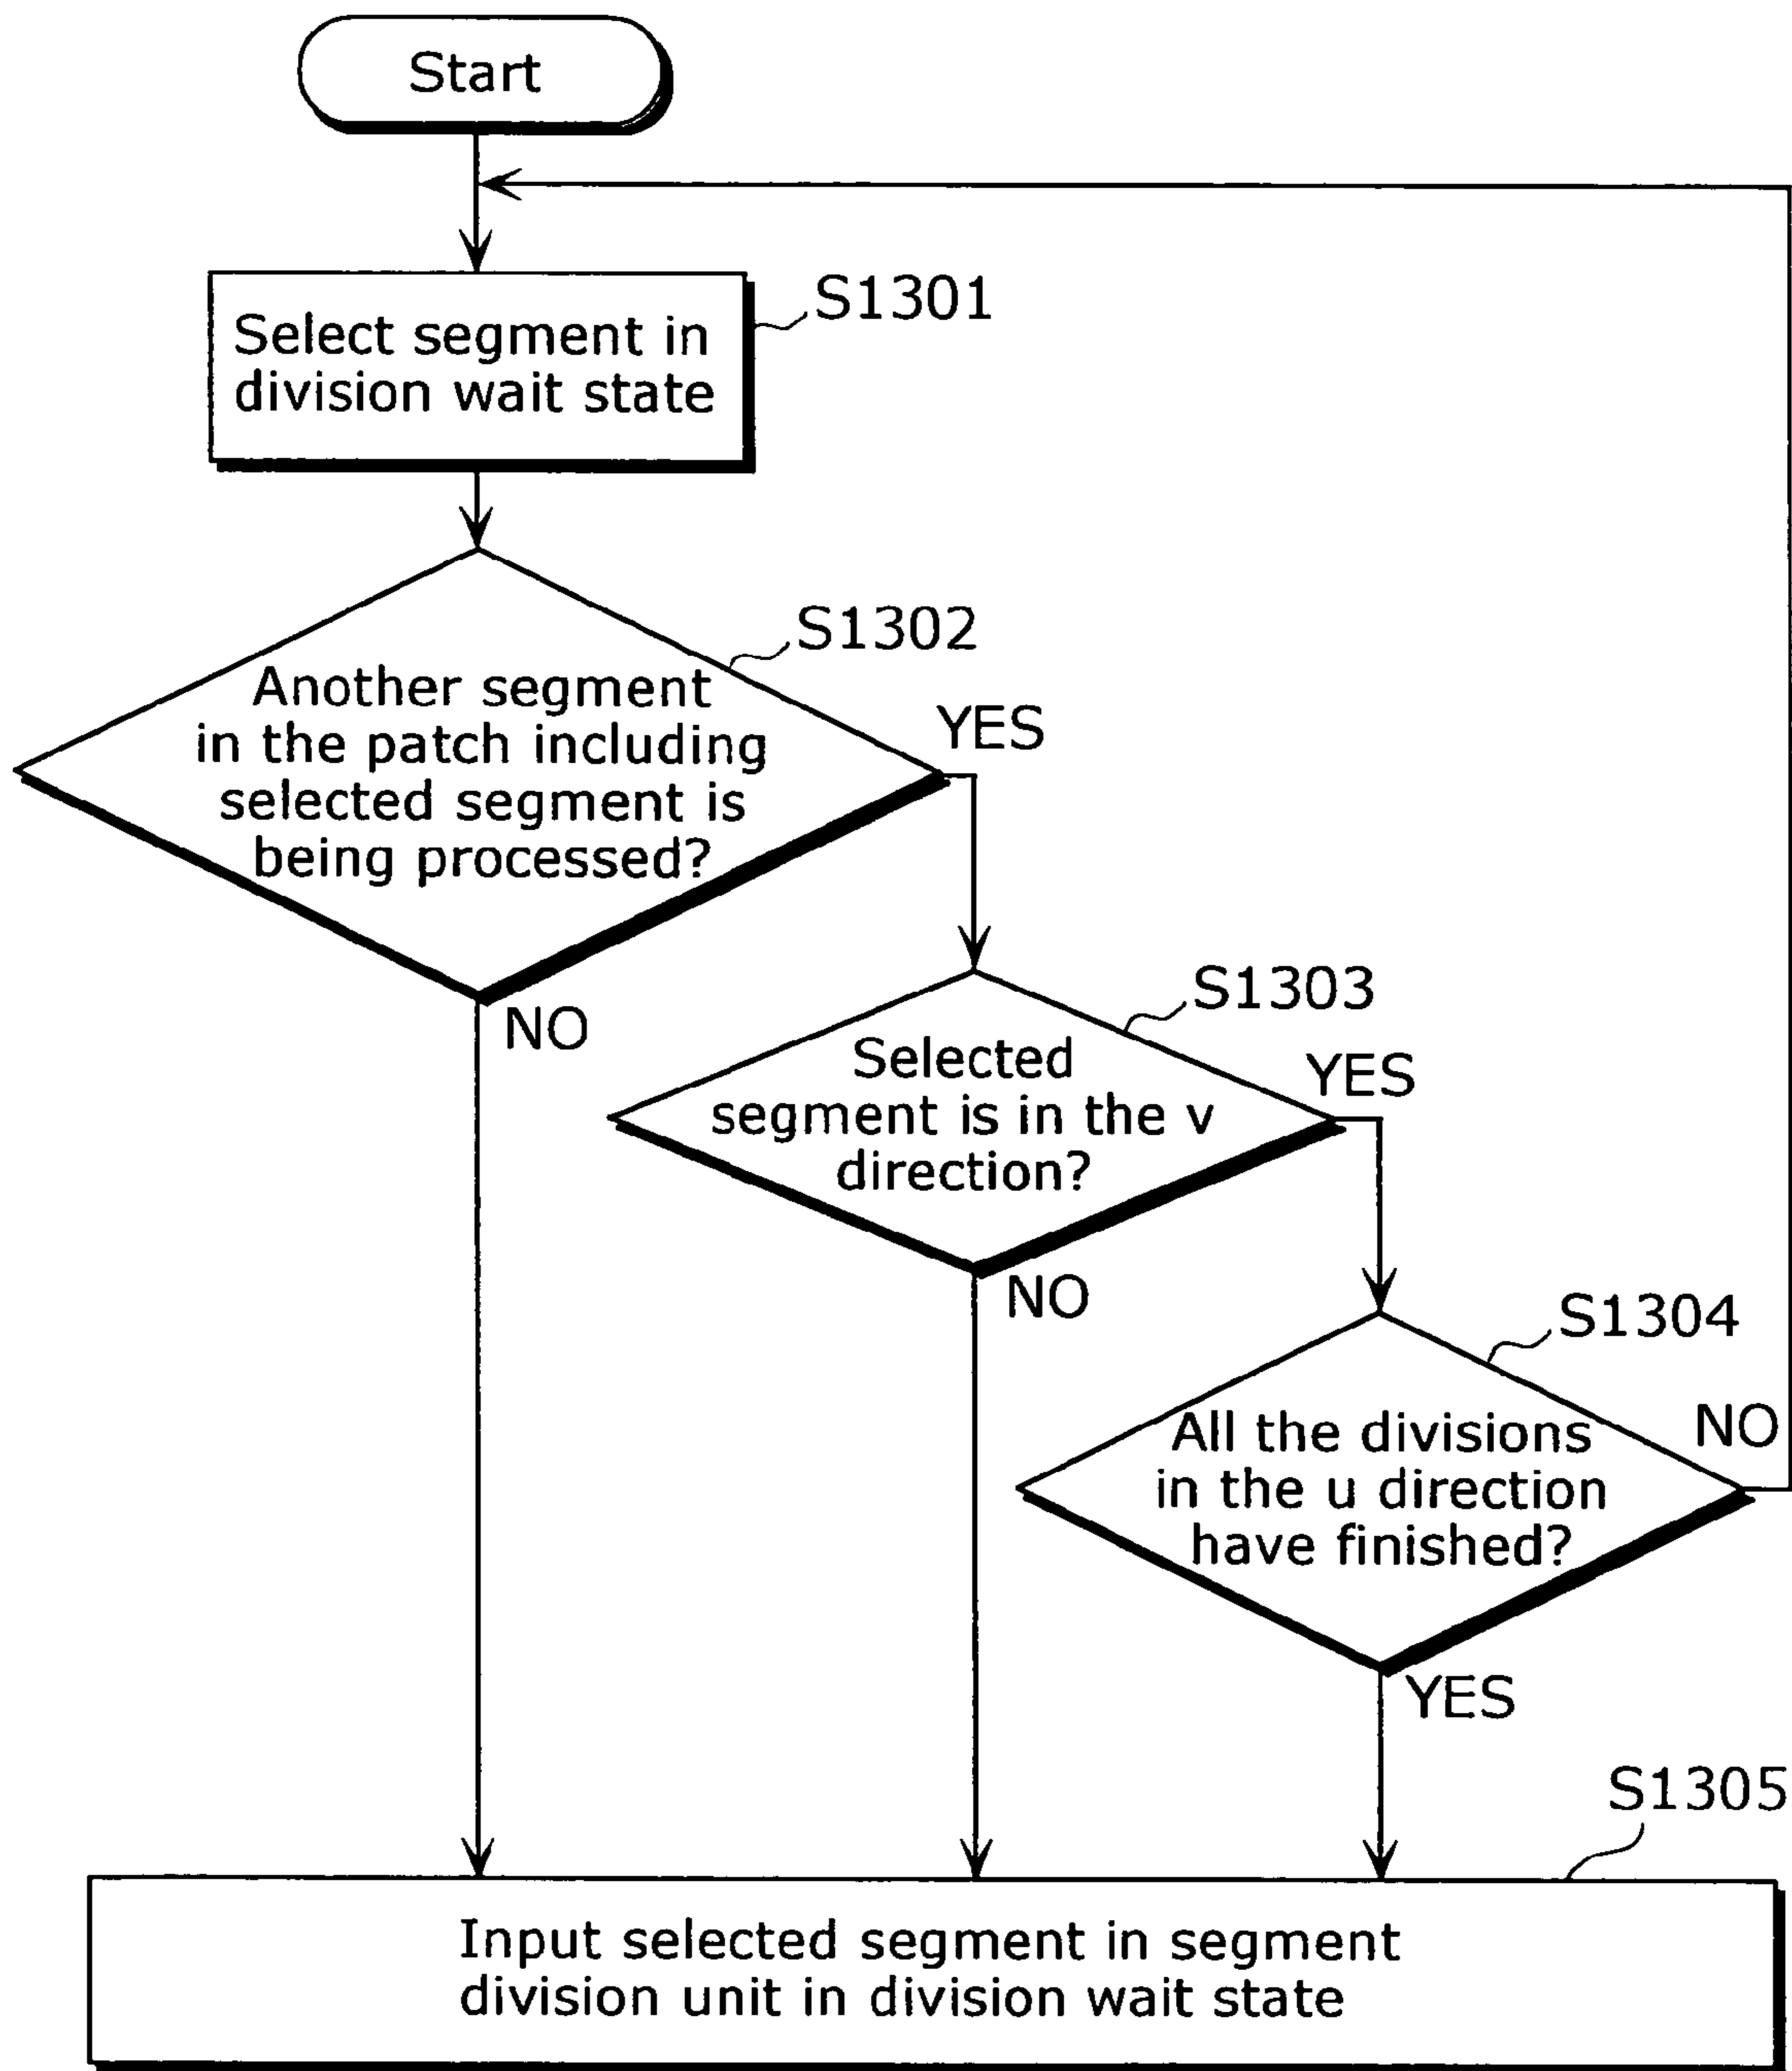 Start
S1301
Select segment in
division wait state
S1302
Another segment
in the patch including
selected segment is
being processed?
YES
NO
S1303
Selected
segment is in the v
direction?
YES
NO
S1304
All the divisions
in the u direction
have finished?
NO
YES
S1305
Input selected segment in segment
division unit in division wait state